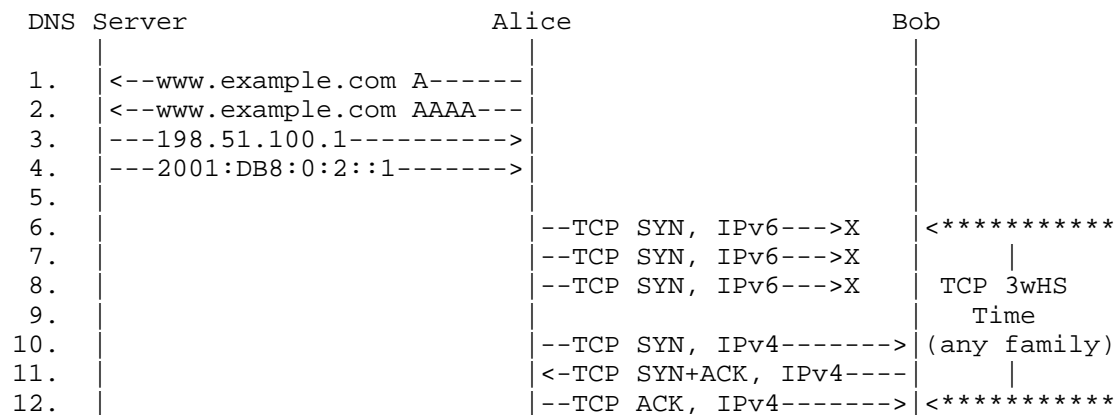 DNS Server                  Alice                    Bob
     |                           |                        |
 1.  |<--www.example.com A------|                        |
 2.  |<--www.example.com AAAA---|                        |
 3.  |---198.51.100.1---------->|                        |
 4.  |---2001:DB8:0:2::1------->|                        |
 5.  |                          |                        |
 6.  |                          |--TCP SYN, IPv6--->X    |<***********
 7.  |                          |--TCP SYN, IPv6--->X    |     |
 8.  |                          |--TCP SYN, IPv6--->X    | TCP 3wHS
 9.  |                          |                        |   Time
10.  |                          |--TCP SYN, IPv4------->|(any family)
11.  |                          |<-TCP SYN+ACK, IPv4----|     |
12.  |                          |--TCP ACK, IPv4------->|<***********